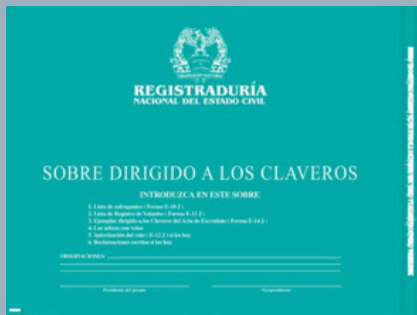 REGISTRADURÍA
NACIONAL DEL ESTADO CIVIL
SOBRE DIRIGIDO A LOS CLAVEROS
INTRODUZCA EN ESTE SOBRE
1. Lista de sufragantes ( Forma E-10 J )
2. Lista de Registro de Votantes ( Forma E-11 J )
3. Ejemplar dirigido a los Claveros del Acta de Escrutinio ( Forma E-14 J )
4. Los sobres con votos
5. Autorización del voto ( E-12 J ) si los hay
6. Reclamaciones escritas si las hay
OBSERVACIONES:
Presidente del jurado
Vicepresidente